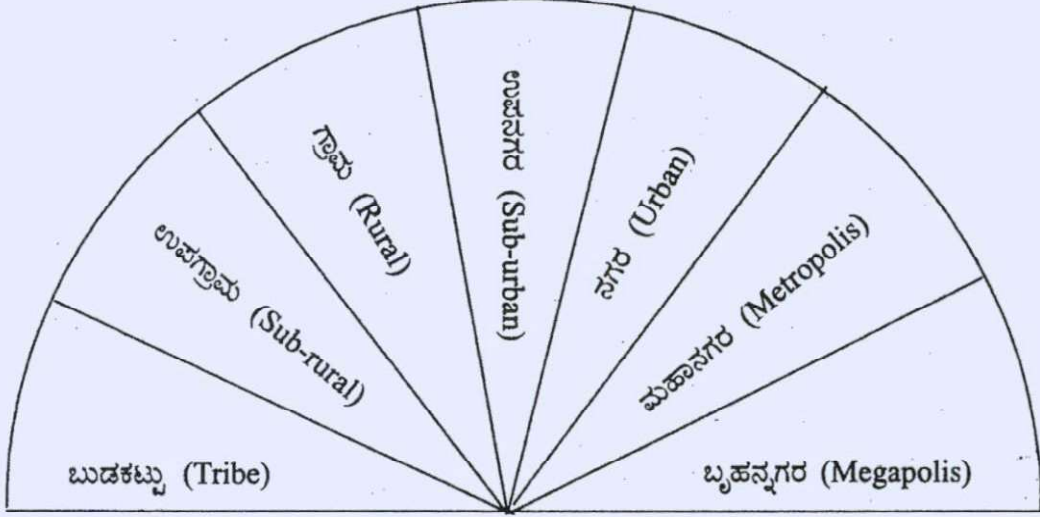 ಬುಡಕಟ್ಟು (Tribe)
ಉಪಗ್ರಾಮ (Sub-rural)
ಗ್ರಾಮ (Rural)
ಉಪನಗರ (Sub-urban)
ನಗರ (Urban)
ಮಹಾನಗರ (Metropolis)
ಬೃಹನ್ನಗರ (Megapolis)